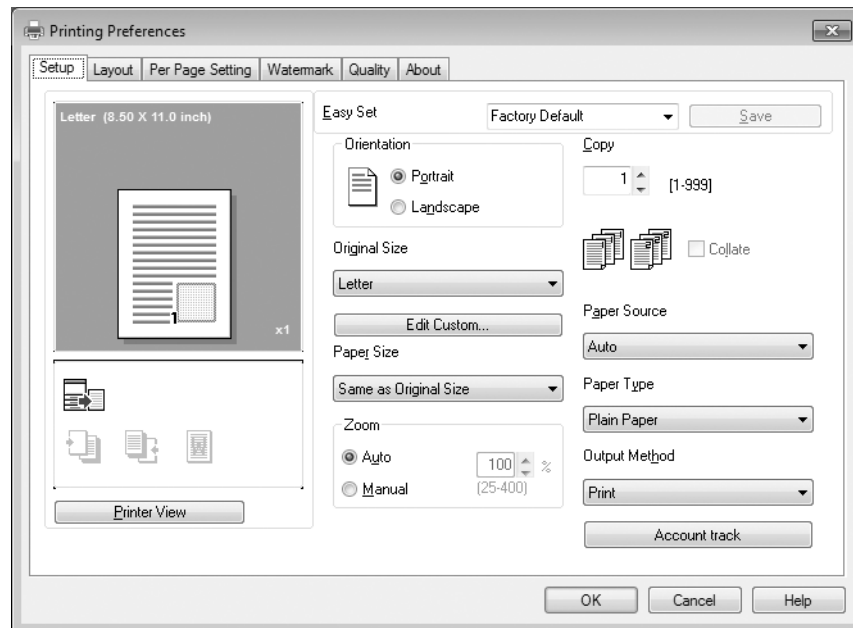 Printing Preferences
Setup Layout Per Page Setting Watermark Quality About
Letter (8.50 X 11.0 inch)
1
x1
Printer View
Easy Set Factory Default Save
Orientation
Portrait
Landscape
Original Size
Letter
Edit Custom...
Paper Size
Same as Original Size
Zoom
Auto
100 %
Manual
(25-400)
Copy
1 [1-999]
Collate
Paper Source
Auto
Paper Type
Plain Paper
Output Method
Print
Account track
OK Cancel Help